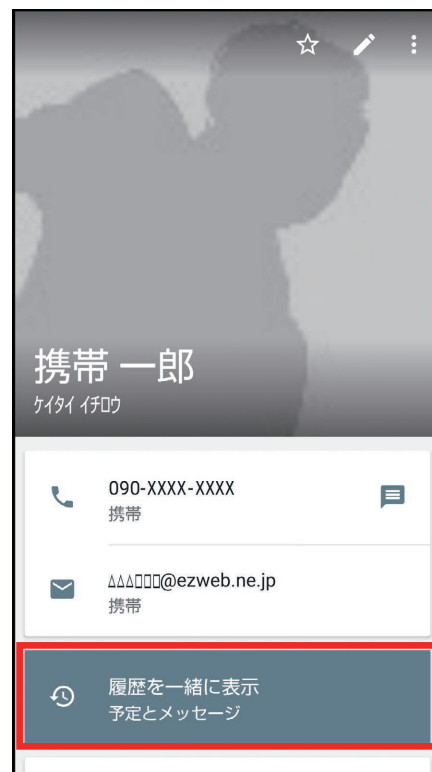 携帯 一郎
ｹｲﾀｲ ｲﾁﾛｳ
090-XXXX-XXXX
携帯
△△△□□□@ezweb.ne.jp
携帯
履歴を一緒に表示
予定とメッセージ